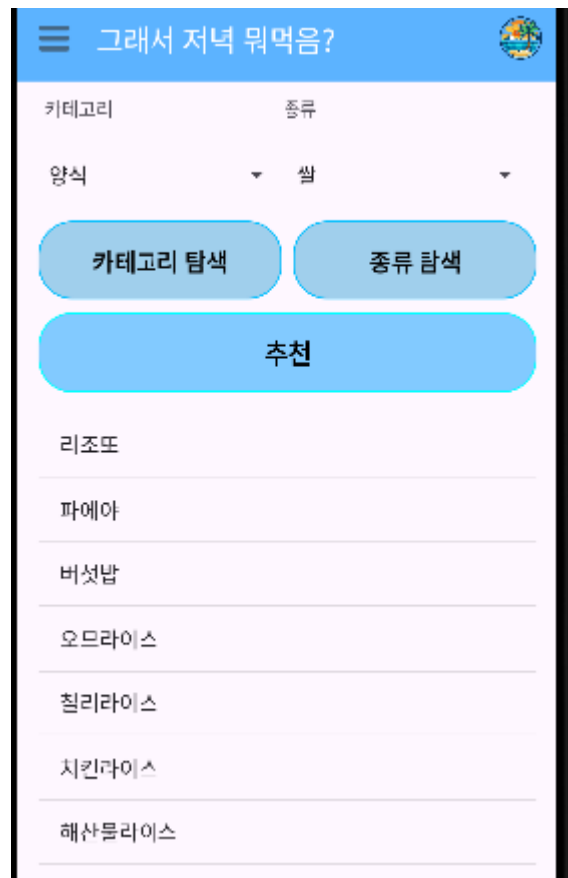 그래서 저녁 뭐먹음?
카테고리 종류
양식 쌀
카테고리 탐색 종류 탐색
추천
리조또
파에야
버섯밥
오므라이스
칠리라이스
치킨라이스
해산물라이스